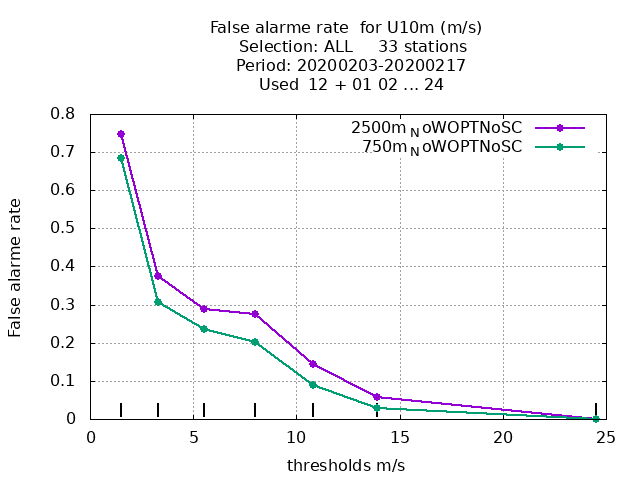 False alarme rate  for U10m (m/s)
Selection: ALL     33 stations
Period: 20200203-20200217
Used  12 + 01 02 ... 24
0.8
0.7
0.6
0.5
0.4
0.3
0.2
0.1
0
False alarme rate
2500mNoWOPTNoSC
750mNoWOPTNoSC
0 5 10 15 20 25
thresholds m/s